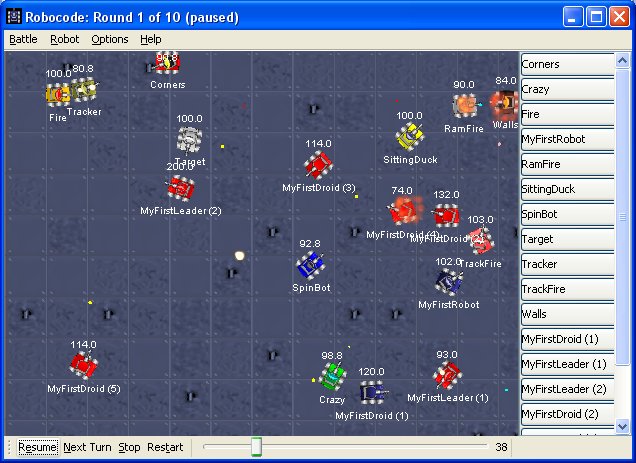 Robocode: Round 1 of 10 (paused)
Battle Robot Options Help
Corners
100.0
Fire
80.8
Tracker
100.0
Target
200.0
MyFirstLeader (2)
114.0
MyFirstDroid (3)
100.0
SittingDuck
90.0
RamFire
84.0
Walls
74.0
132.0
103.0
TrackFire
92.8
SpinBot
102.0
MyFirstRobot
114.0
MyFirstDroid (5)
98.8
Crazy
120.0
MyFirstDroid (1)
93.0
MyFirstLeader (1)
Corners
Crazy
Fire
MyFirstRobot
RamFire
SittingDuck
SpinBot
Target
Tracker
TrackFire
Walls
MyFirstDroid (1)
MyFirstLeader (1)
MyFirstLeader (2)
MyFirstDroid (2)
Resume Next Turn Stop Restart 38